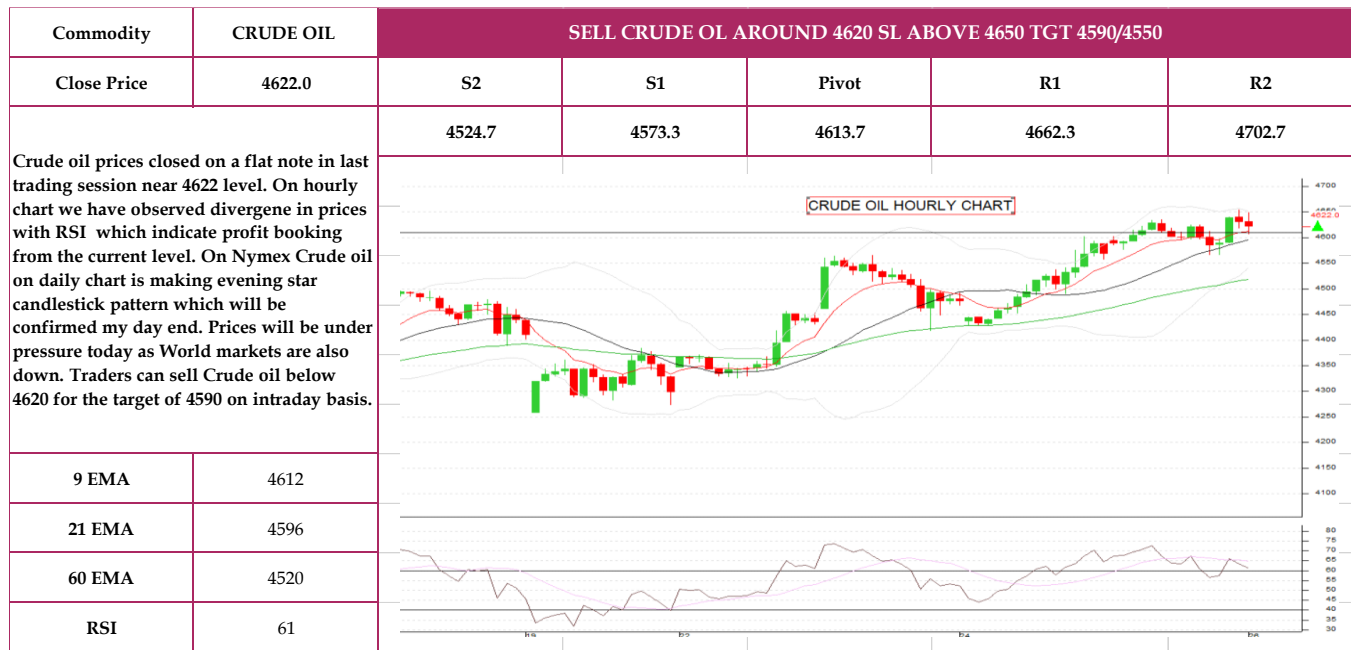 Commodity CRUDE OIL SELL CRUDE OL AROUND 4620 SL ABOVE 4650 TGT 4590/4550
Close Price 4622.0 S2 S1 Pivot R1 R2
4524.7 4573.3 4613.7 4662.3 4702.7
Crude oil prices closed on a flat note in last
trading session near 4622 level. On hourly
chart we have observed divergene in prices
with RSI which indicate profit booking
from the current level. On Nymex Crude oil
on daily chart is making evening star
candlestick pattern which will be
confirmed my day end. Prices will be under
pressure today as World markets are also
down. Traders can sell Crude oil below
4620 for the target of 4590 on intraday basis.
CRUDE OIL HOURLY CHART
4700
4650
4622.0
4600
4550
4500
4450
4400
4350
4300
4250
4200
4150
4100
9 EMA 4612
21 EMA 4596
60 EMA 4520
RSI 61
80
75
70
65
60
55
50
45
40
35
30